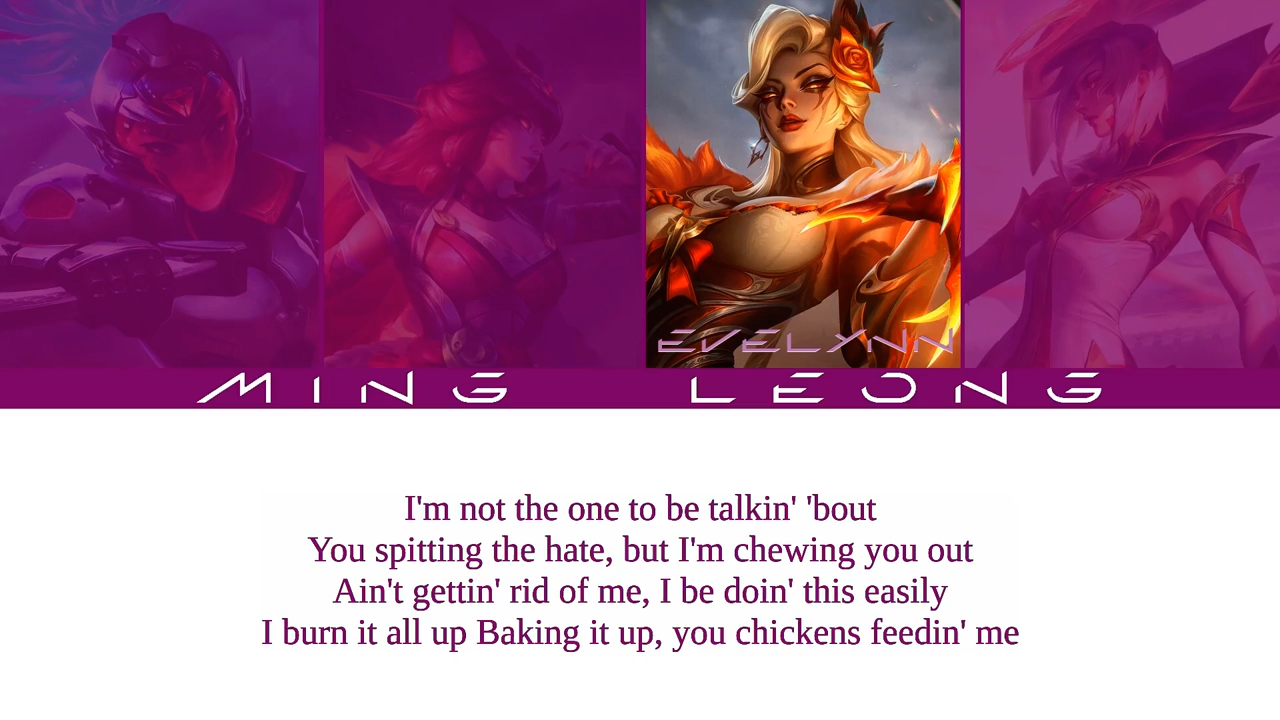 EVELYNN
MING LEONG
I'm not the one to be talkin' 'bout
You spitting the hate, but I'm chewing you out
Ain't gettin' rid of me, I be doin' this easily
I burn it all up Baking it up, you chickens feedin' me